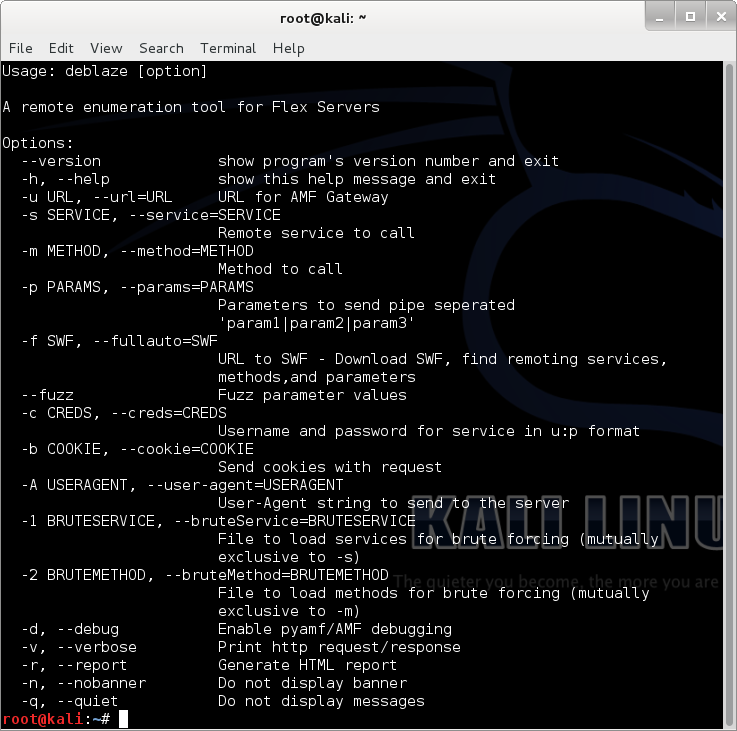 root@kali: ~
File Edit View Search Terminal Help
Usage: deblaze [option]
A remote enumeration tool for Flex Servers
Options:
--version show program's version number and exit
-h, --help show this help message and exit
-u URL, --url=URL URL for AMF Gateway
-s SERVICE, --service=SERVICE
Remote service to call
-m METHOD, --method=METHOD
Method to call
-p PARAMS, --params=PARAMS
Parameters to send pipe seperated
'param1|param2|param3'
-f SWF, --fullauto=SWF
URL to SWF - Download SWF, find remoting services,
methods,and parameters
--fuzz Fuzz parameter values
-c CREDS, --creds=CREDS
Username and password for service in u:p format
-b COOKIE, --cookie=COOKIE
Send cookies with request
-A USERAGENT, --user-agent=USERAGENT
User-Agent string to send to the server
-1 BRUTESERVICE, --bruteService=BRUTESERVICE
File to load services for brute forcing (mutually
exclusive to -s)
-2 BRUTEMETHOD, --bruteMethod=BRUTEMETHOD
File to load methods for brute forcing (mutually
exclusive to -m)
-d, --debug Enable pyamf/AMF debugging
-v, --verbose Print http request/response
-r, --report Generate HTML report
-n, --nobanner Do not display banner
-q, --quiet Do not display messages
root@kali:~#
KALI LINU
The quieter you become, the more you are